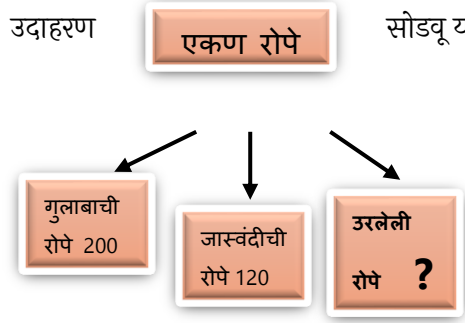 उदाहरण
एकण रोपे
सोडवू
गुलाबाची
रोपे 200
जास्वंदीची
रोपे 120
उरलेली
रोपे ?